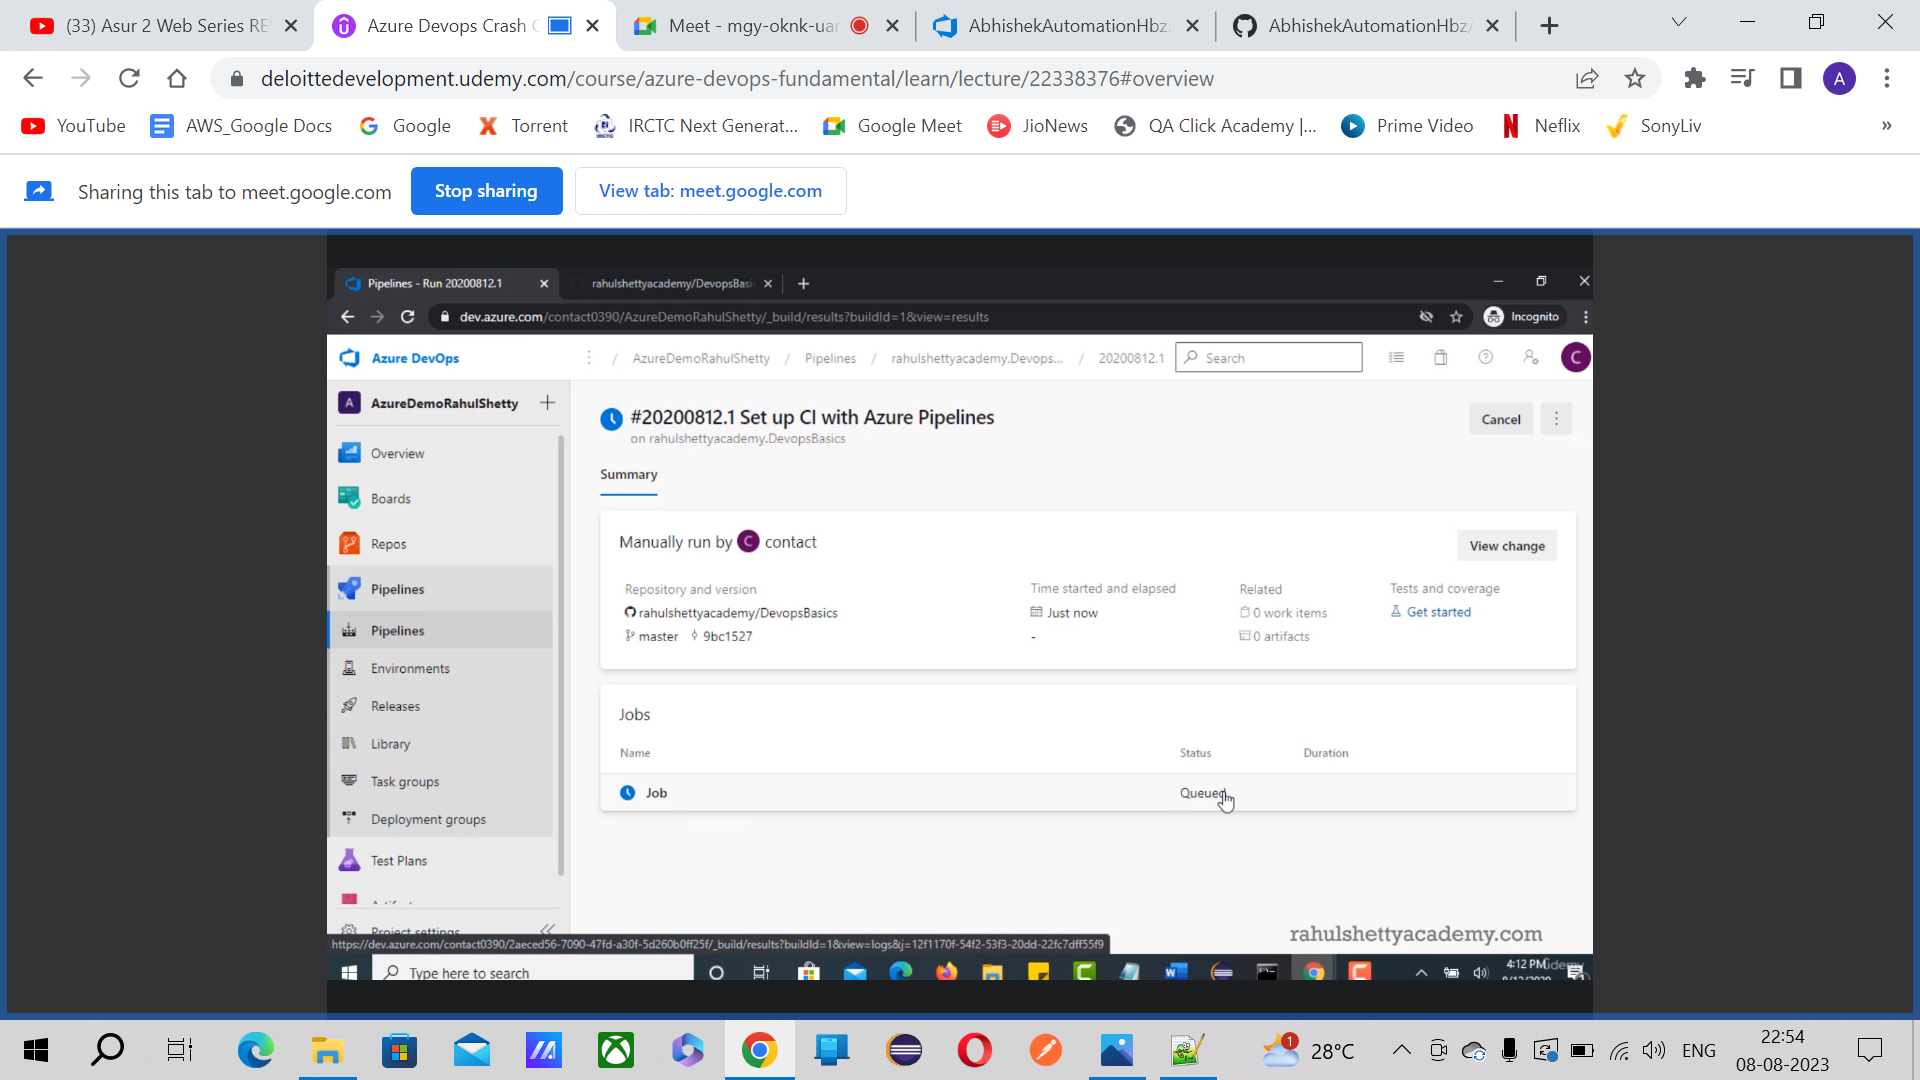 (33) Asur 2 Web Series RE
Azure Devops Crash C
Meet - mgy-oknk-uar
AbhishekAutomationHbz.
AbhishekAutomationHbz/
deloittedevelopment.udemy.com/course/azure-devops-fundamental/learn/lecture/22338376#overview
A
YouTube
AWS_Google Docs
Google
Torrent
IRCTC Next Generat...
Google Meet
JioNews
QA Click Academy |...
Prime Video
Neflix
SonyLiv
»
Sharing this tab to meet.google.com
Stop sharing
View tab: meet.google.com
Pipelines - Run 20200812.1
rahulshettyacademy/DevopsBasi
dev.azure.com/contact0390/AzureDemoRahulShetty/_build/results?buildId=1&view=results
Incognito
Azure DevOps
/ AzureDemoRahulShetty / Pipelines / rahulshettyacademy.Devops... / 20200812.1
Search
C
A AzureDemoRahulShetty +
Overview
Boards
Repos
Pipelines
Pipelines
Environments
Releases
Library
Task groups
Deployment groups
Test Plans
Project settings
#20200812.1 Set up CI with Azure Pipelines
on rahulshettyacademy.DevopsBasics
Cancel
Summary
Manually run by C contact
View change
Repository and version
rahulshettyacademy/DevopsBasics
master 9bc1527
Time started and elapsed
Just now
-
Related
0 work items
0 artifacts
Tests and coverage
Get started
Jobs
Name Status Duration
Job Queued
rahulshettyacademy.com
https://dev.azure.com/contact0390/2aeced56-7090-47fd-a30f-5d260b0ff25f/_build/results?buildId=1&view=logs&j=12f1170f-54f2-53f3-20dd-22fc7dff55f9
Type here to search
4:12 PM
udemy
1
28°C
ENG
22:54
08-08-2023